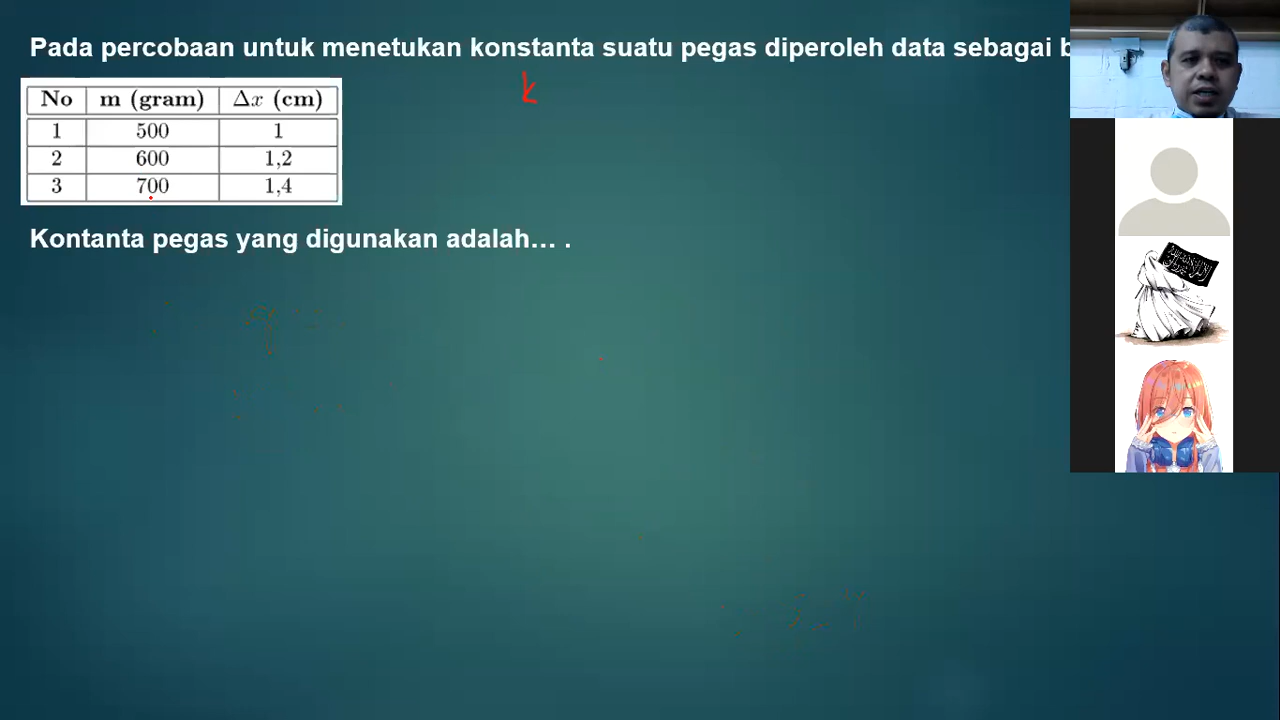 Pada percobaan untuk menetukan konstanta suatu pegas diperoleh data sebagai b
k
No m (gram) Δx (cm)
1 500 1
2 600 1,2
3 700 1,4
Kontanta pegas yang digunakan adalah... .